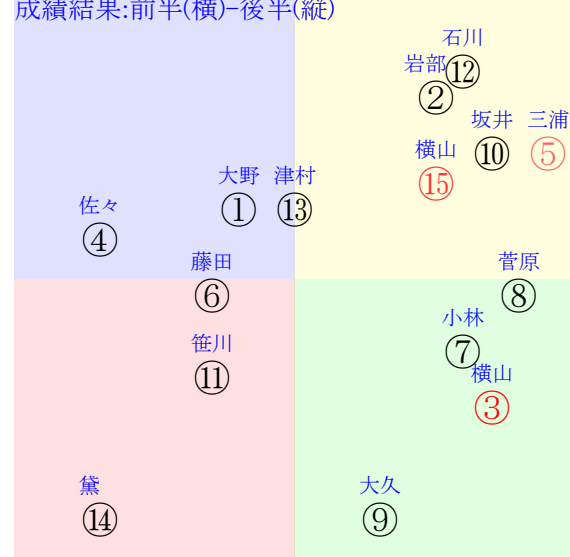 成績結果:前半(横)-後半(縦)
石川
⑫
岩部
②
坂井
⑩
三浦
⑤
横山
⑮
大野
①
津村
⑬
佐々
④
藤田
⑥
菅原
⑧
小林
⑦
笹川
⑪
横山
③
黛
⑭
大久
⑨